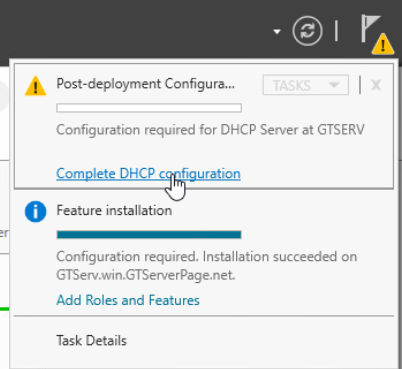 Post-deployment Configura...
TASKS
X
Configuration required for DHCP Server at GTSERV
Complete DHCP configuration
Feature installation
Configuration required. Installation succeeded on
GTServ.win.GTServerPage.net.
er
Add Roles and Features
Task Details